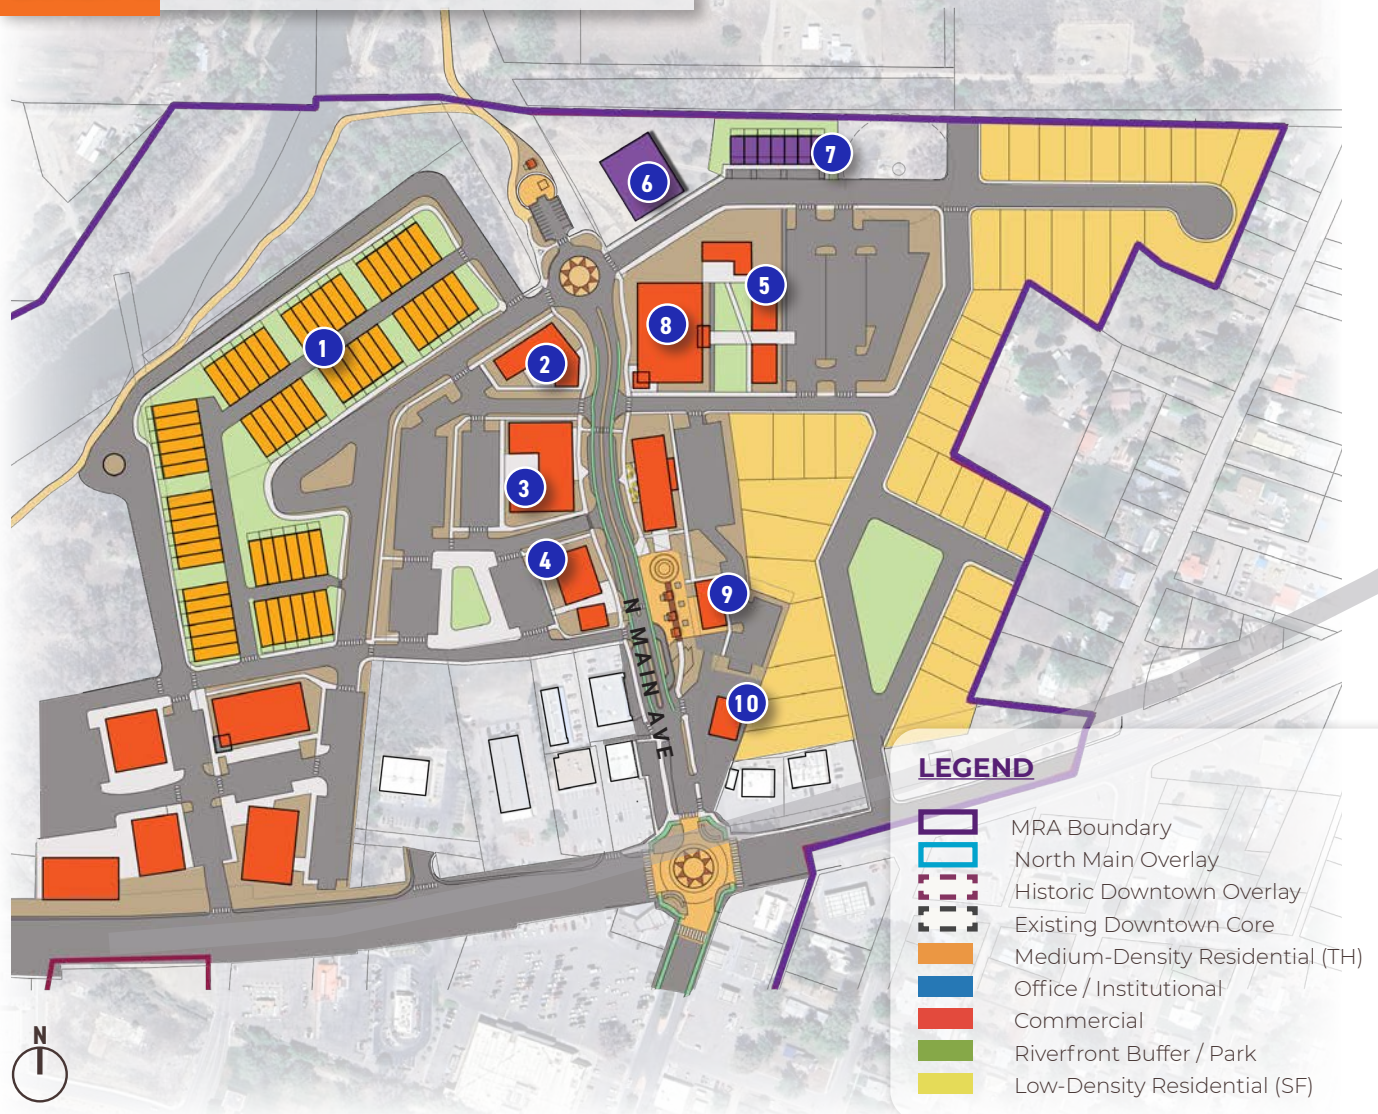 7
6
5
8
1
2
3
4
9
N MAIN AVE
10
LEGEND
MRA Boundary
North Main Overlay
Historic Downtown Overlay
Existing Downtown Core
Medium-Density Residential (TH)
Office / Institutional
Commercial
Riverfront Buffer / Park
Low-Density Residential (SF)
N